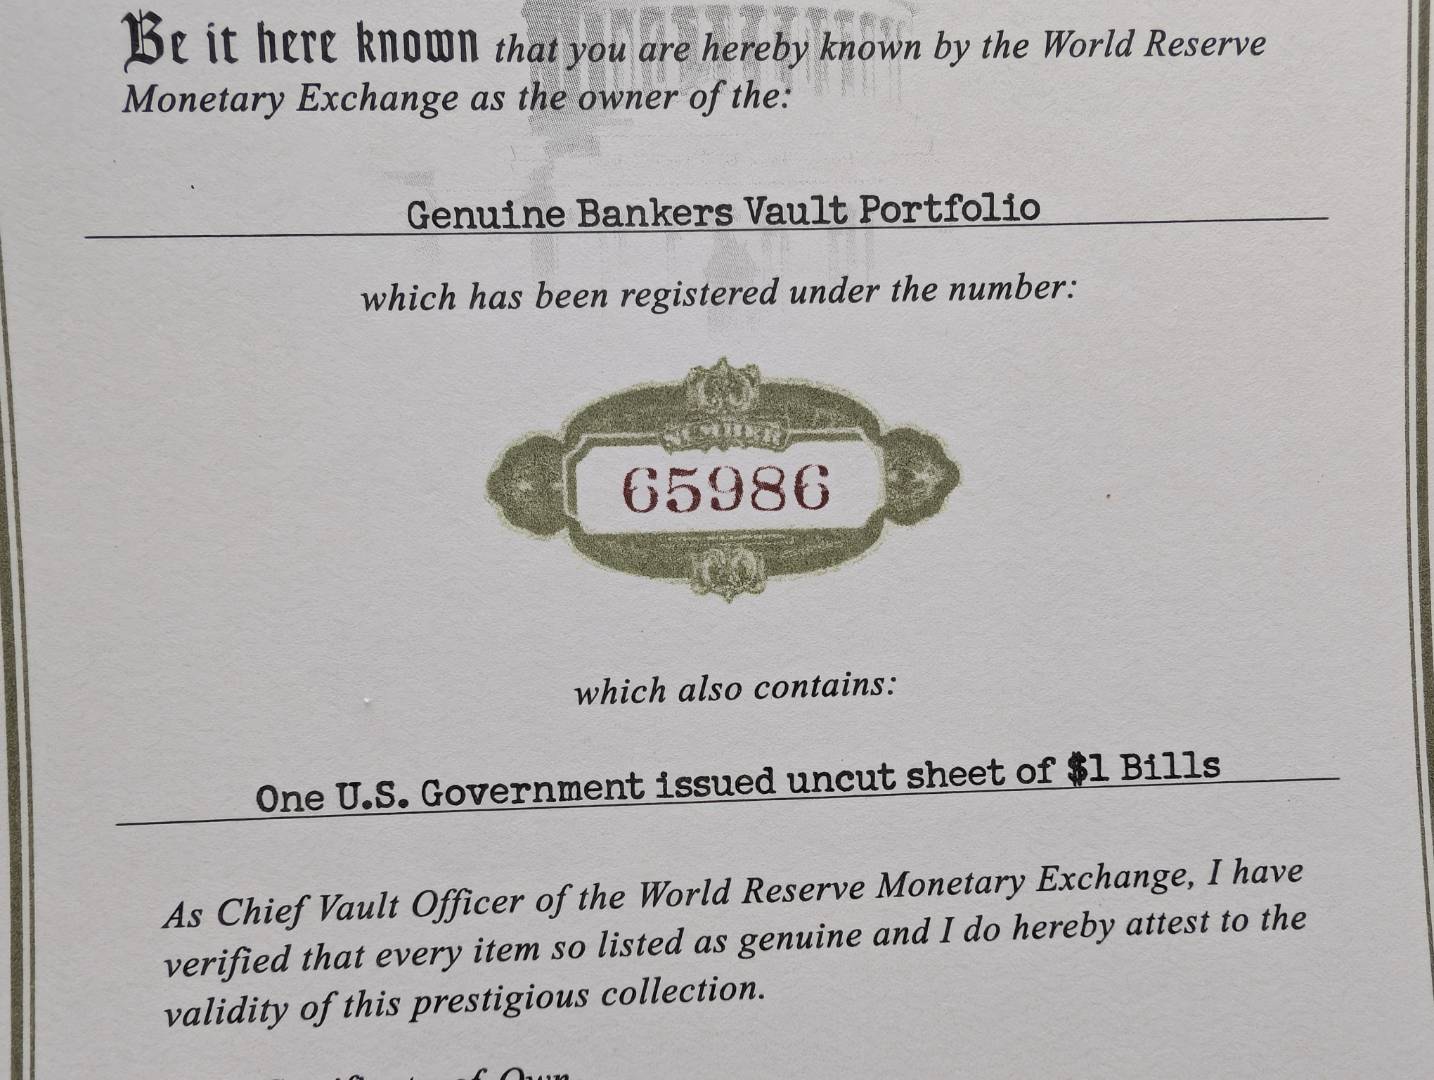 Be it here known that you are hereby known by the World Reserve
Monetary Exchange as the owner of the:
Genuine Bankers Vault Portfolio
which has been registered under the number:
NUMBER
65986
which also contains:
One U.S. Government issued uncut sheet of $1 Bills
As Chief Vault Officer of the World Reserve Monetary Exchange, I have
verified that every item so listed as genuine and I do hereby attest to the
validity of this prestigious collection.
of Own